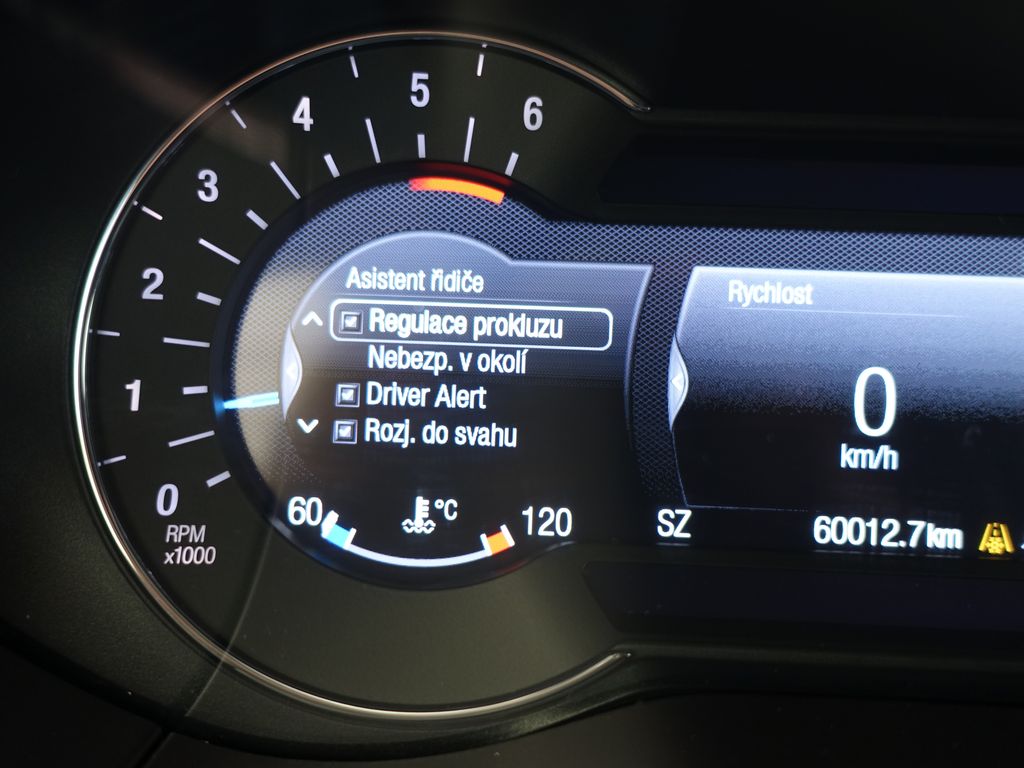 5
4
6
3
2
1
0
RPM
x1000
Asistent řidiče
Regulace prokluzu
Nebezp. v okolí
Driver Alert
Rozj. do svahu
60 °C 120
Rychlost
0
km/h
SZ 60012.7km